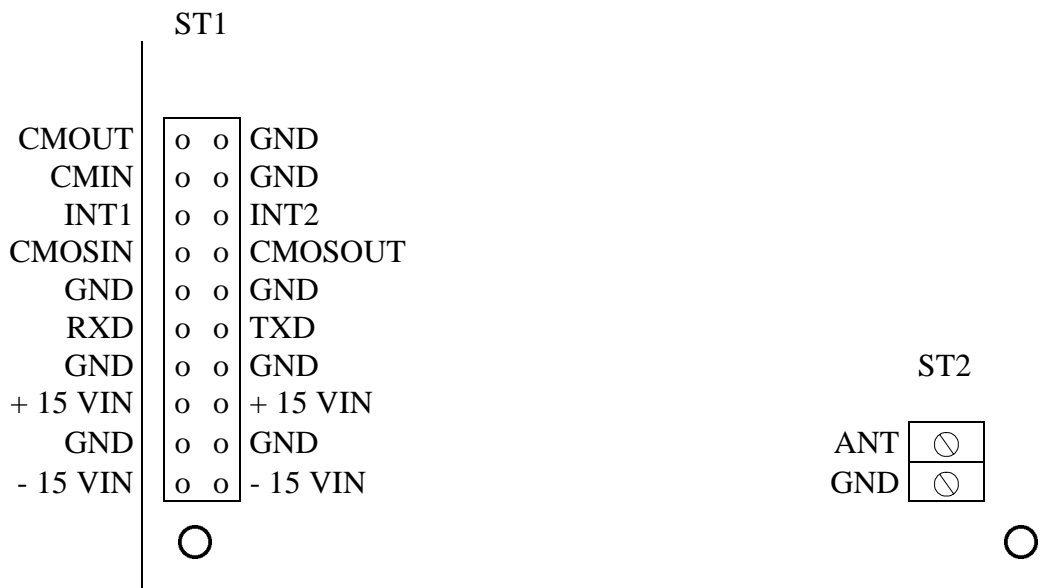 ST1
CMOUT o o GND
CMIN o o GND
INT1 o o INT2
CMOSIN o o CMOSOUT
GND o o GND
RXD o o TXD
GND o o GND
ST2
+ 15 VIN o o + 15 VIN
GND o o GND
ANT
- 15 VIN o o - 15 VIN
GND